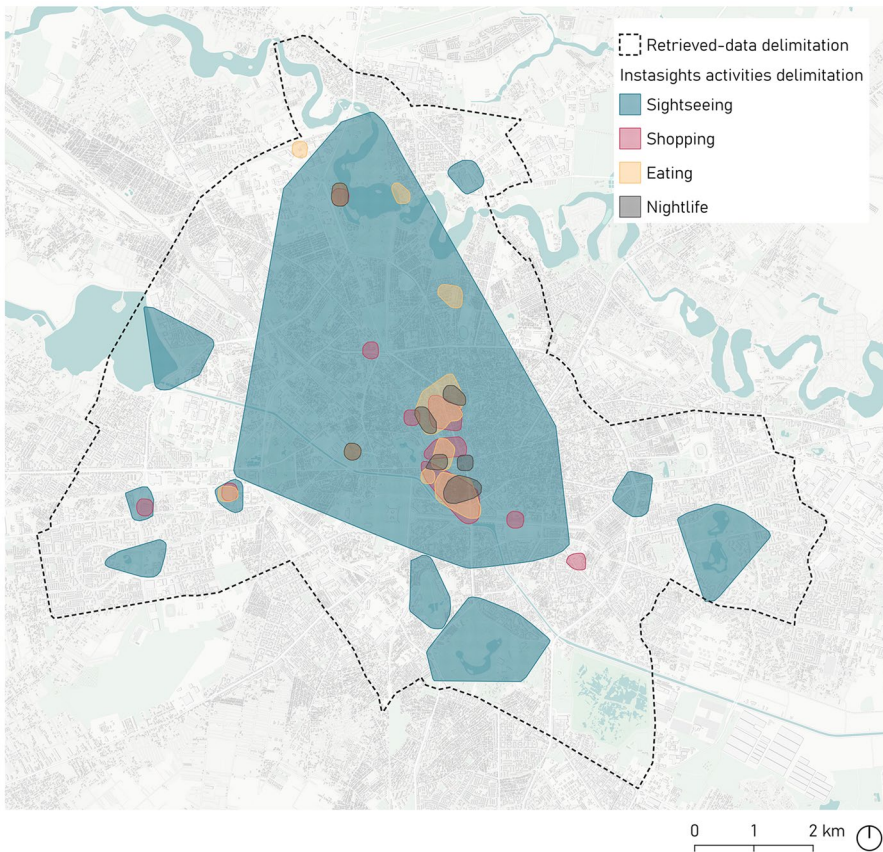 Retrieved-data delimitation
Instasights activities delimitation
Sightseeing
Shopping
Eating
Nightlife
0 1 2 km